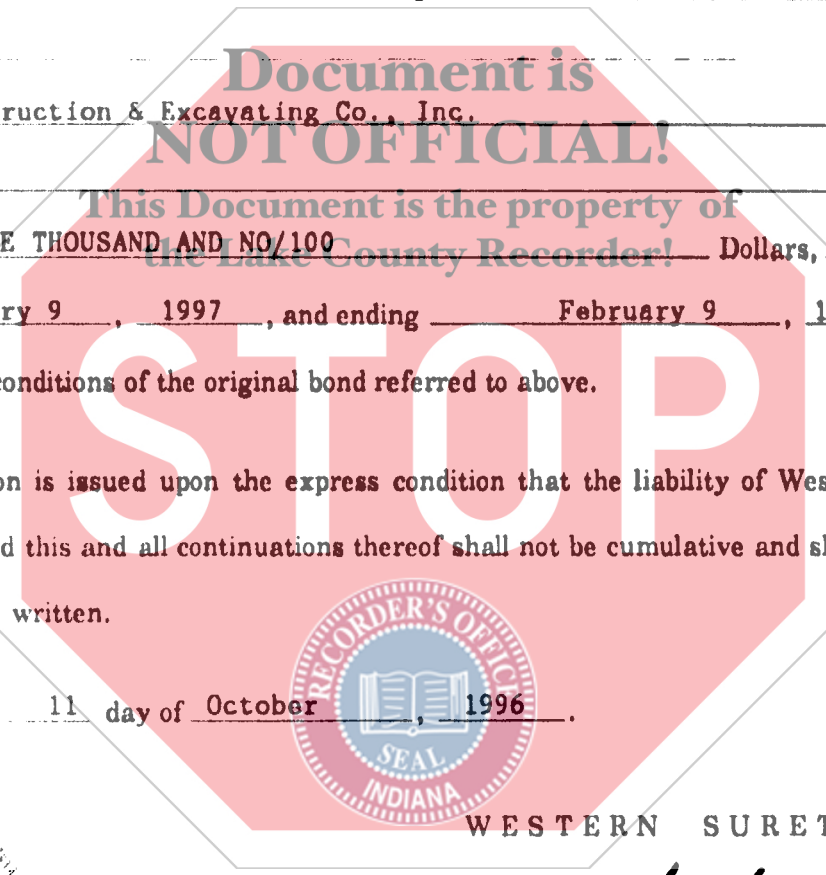 Document is
ruction & Excavating Co., Inc.
NOT OFFICIAL!
This Document is the property of
E THOUSAND AND NO/100 Dollars,
the Lake County Recorder!
ry 9 , 1997 , and ending February 9 , 1
STOP
conditions of the original bond referred to above.
on is issued upon the express condition that the liability of Wes
d this and all continuations thereof shall not be cumulative and sh
written.
RECORDER'S OFFICE
11 day of October , 1996 .
SEAL
INDIANA
WESTERN SURET